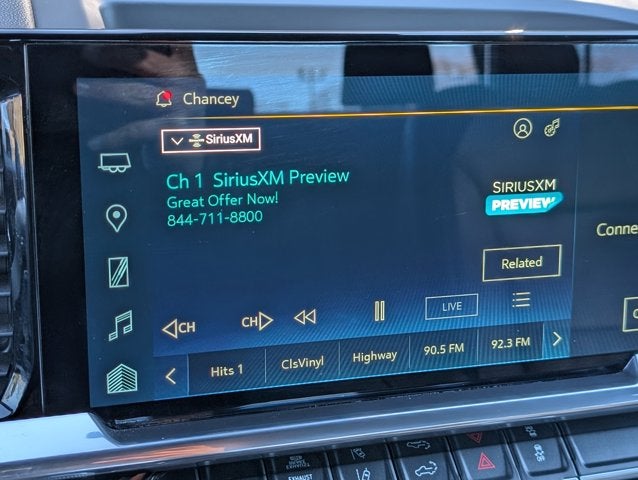 Chancey
SiriusXM
Ch 1 SiriusXM Preview
Great Offer Now!
844-711-8800
SIRIUSXM
PREVIEW
Conne
Related
CH
CH
LIVE
Hits 1
ClsVinyl
Highway
90.5 FM
92.3 FM
EXHAUST